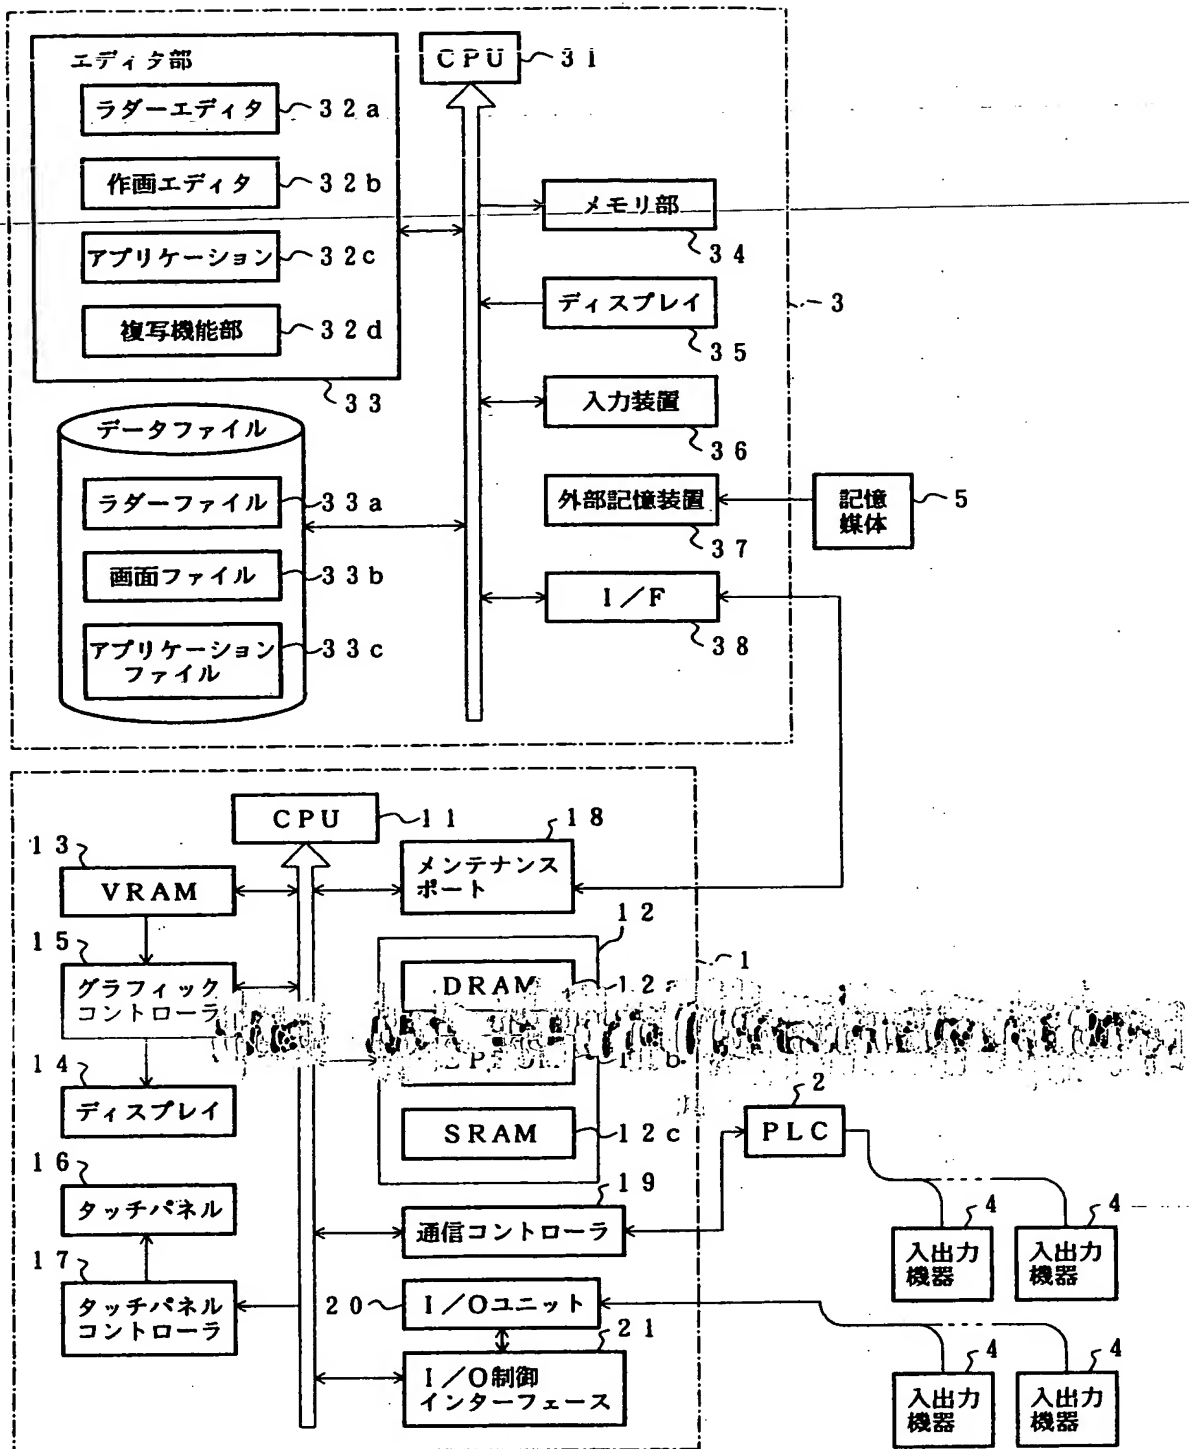 エディタ部
ラダーエディタ 32a
作画エディタ 32b
アプリケーション 32c
複写機能部 32d
33
CPU 31
メモリ部
34
ディスプレイ
35
3
入力装置
36
外部記憶装置
37
記憶
媒体
5
I/F
38
データファイル
ラダーファイル 33a
画面ファイル 33b
アプリケーション
ファイル
33c
CPU 11
13
VRAM
18
メンテナンス
ポート
15
グラフィック
コントローラ
12
1
DRAM
14
ディスプレイ
SRAM 12c
2
PLC
16
タッチパネル
19
通信コントローラ
17
タッチパネル
コントローラ
20
I/Oユニット
21
I/O制御
インターフェース
4
入出力
機器
4
入出力
機器
4
入出力
機器
4
入出力
機器